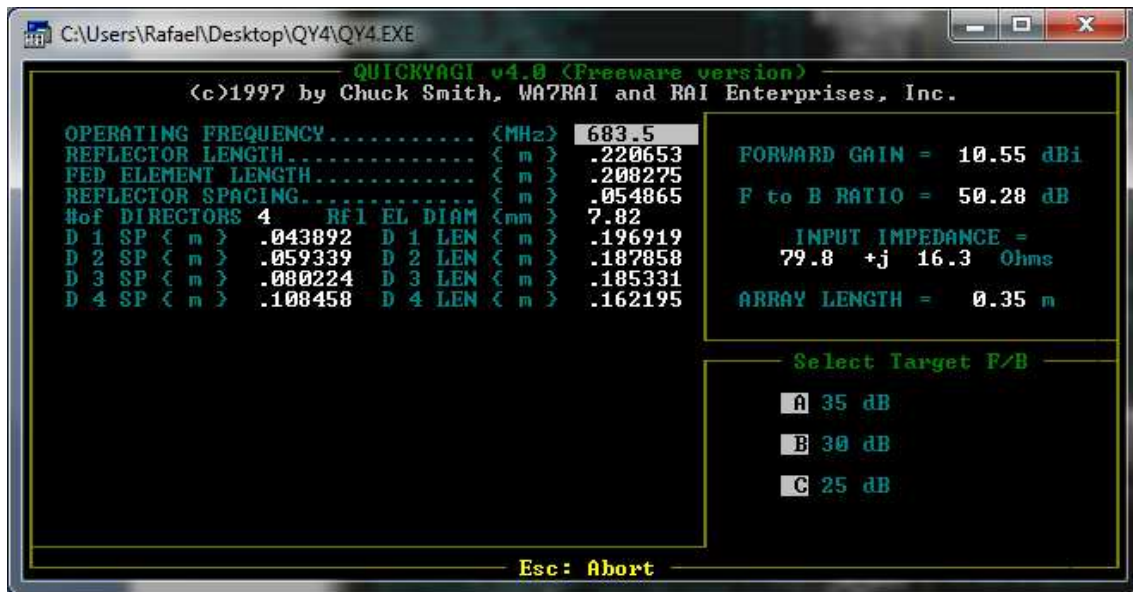 C:\Users\Rafael\Desktop\QY4\QY4.EXE
QUICKYAGI v4.0 (Freeware version)
(c)1997 by Chuck Smith, WA7RAI and RAI Enterprises, Inc.
OPERATING FREQUENCY............ {MHz} 683.5
REFLECTOR LENGTH............... { m } .220653
FED ELEMENT LENGTH............. { m } .208275
REFLECTOR SPACING.............. { m } .054865
#of DIRECTORS 4 Rfl EL DIAM {mm } 7.82
D 1 SP { m } .043892 D 1 LEN { m } .196919
D 2 SP { m } .059339 D 2 LEN { m } .187858
D 3 SP { m } .080224 D 3 LEN { m } .185331
D 4 SP { m } .108458 D 4 LEN { m } .162195
FORWARD GAIN = 10.55 dBi
F to B RATIO = 50.28 dB
INPUT IMPEDANCE =
79.8 +j 16.3 Ohms
ARRAY LENGTH = 0.35 m
Select Target F/B
A 35 dB
B 30 dB
C 25 dB
Esc: Abort